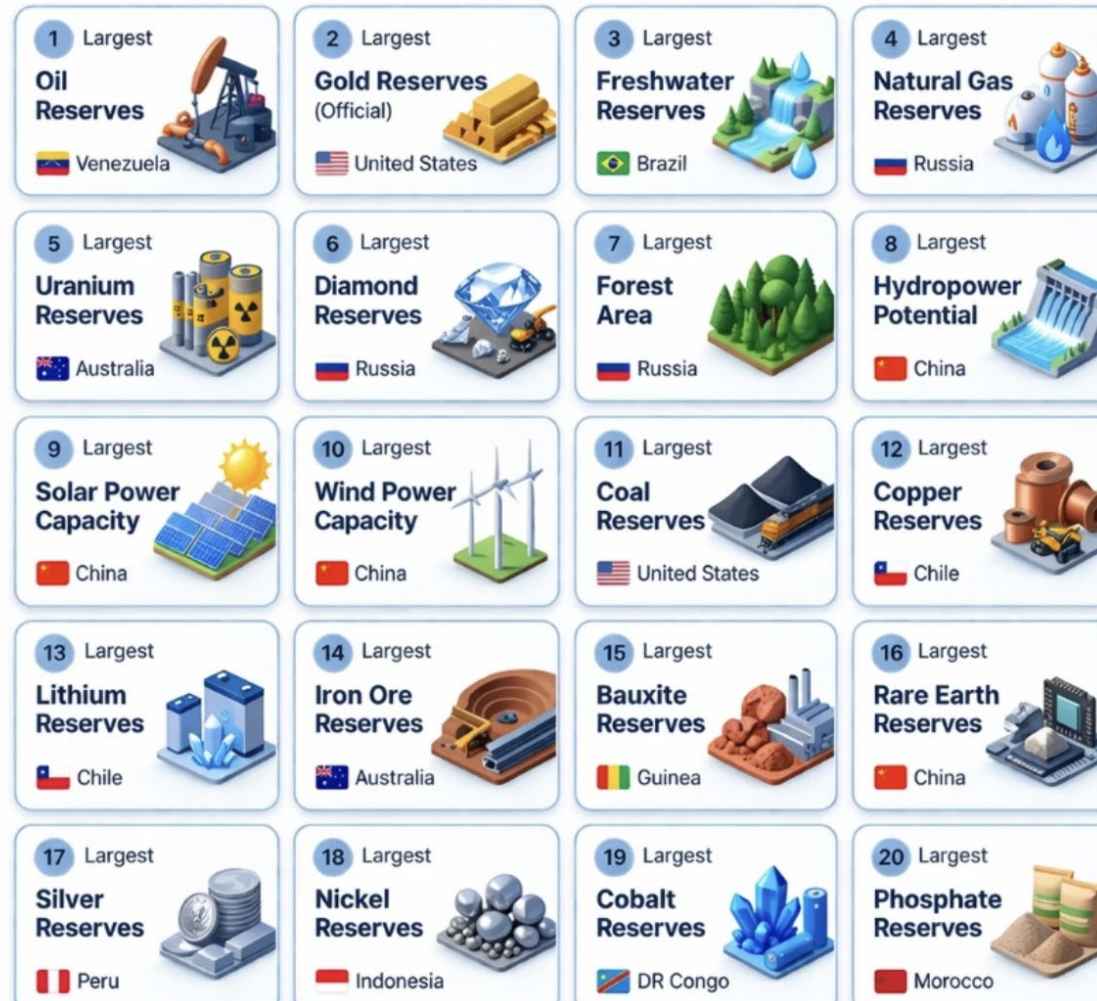 1 Largest
Oil
Reserves
Venezuela
2 Largest
Gold Reserves
(Official)
United States
3 Largest
Freshwater
Reserves
Brazil
4 Largest
Natural Gas
Reserves
Russia
5 Largest
Uranium
Reserves
Australia
6 Largest
Diamond
Reserves
Russia
7 Largest
Forest
Area
Russia
8 Largest
Hydropower
Potential
China
9 Largest
Solar Power
Capacity
China
10 Largest
Wind Power
Capacity
China
11 Largest
Coal
Reserves
United States
12 Largest
Copper
Reserves
Chile
13 Largest
Lithium
Reserves
Chile
14 Largest
Iron Ore
Reserves
Australia
15 Largest
Bauxite
Reserves
Guinea
16 Largest
Rare Earth
Reserves
China
17 Largest
Silver
Reserves
Peru
18 Largest
Nickel
Reserves
Indonesia
19 Largest
Cobalt
Reserves
DR Congo
20 Largest
Phosphate
Reserves
Morocco